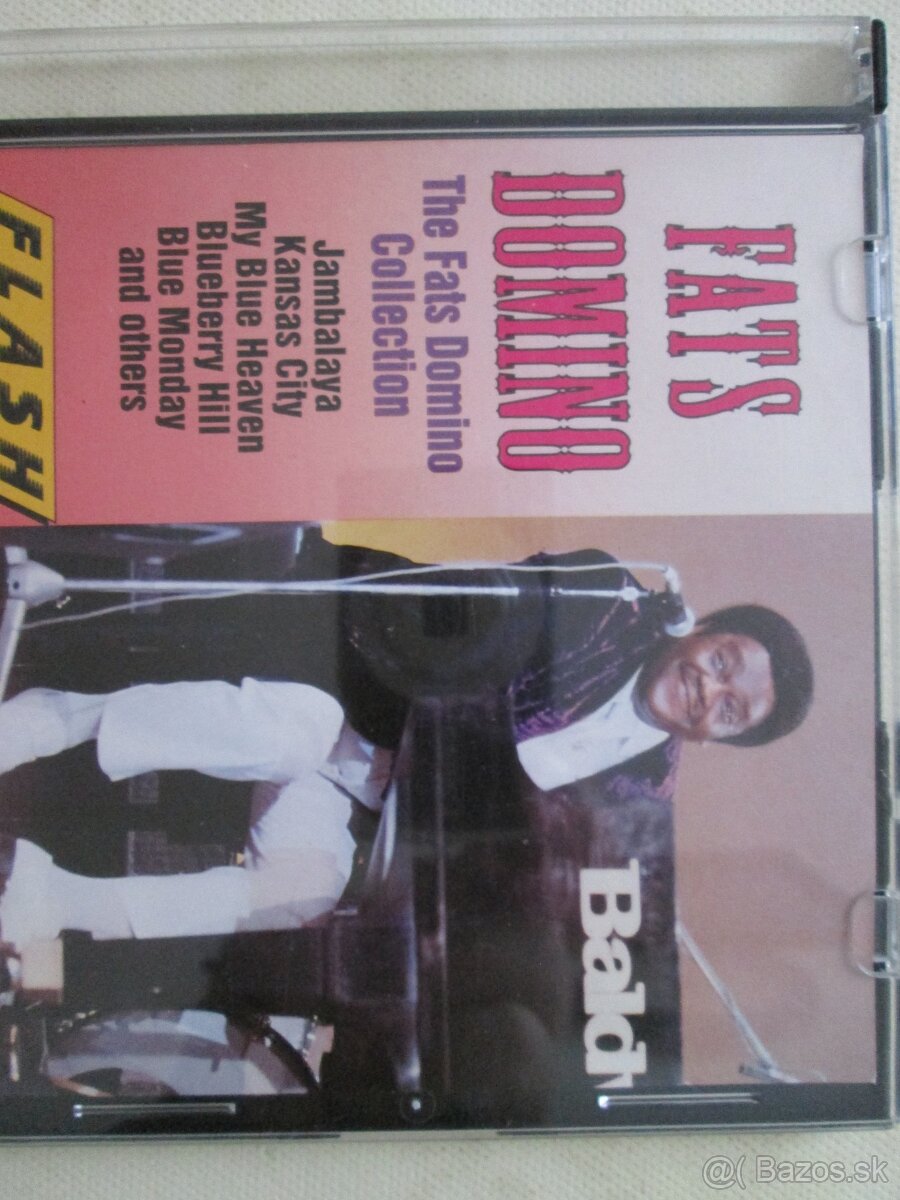 FATS
DOMINO
The Fats Domino
Collection
Jambalaya
Kansas City
My Blue Heaven
Blueberry Hill
Blue Monday
and others
FLASH
Bald
@( Bazos.sk